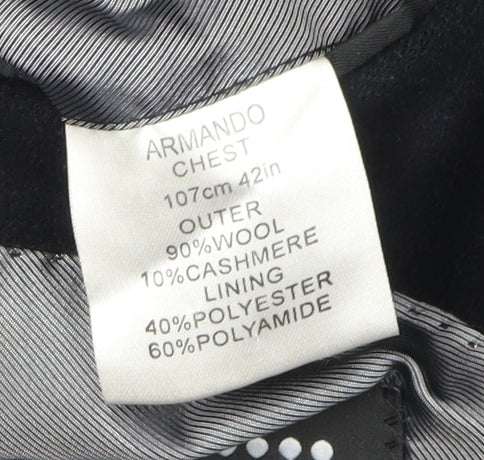 ARMANDO
CHEST
107cm 42in
OUTER
90%WOOL
10%CASHMERE
LINING
40%POLYESTER
60%POLYAMIDE